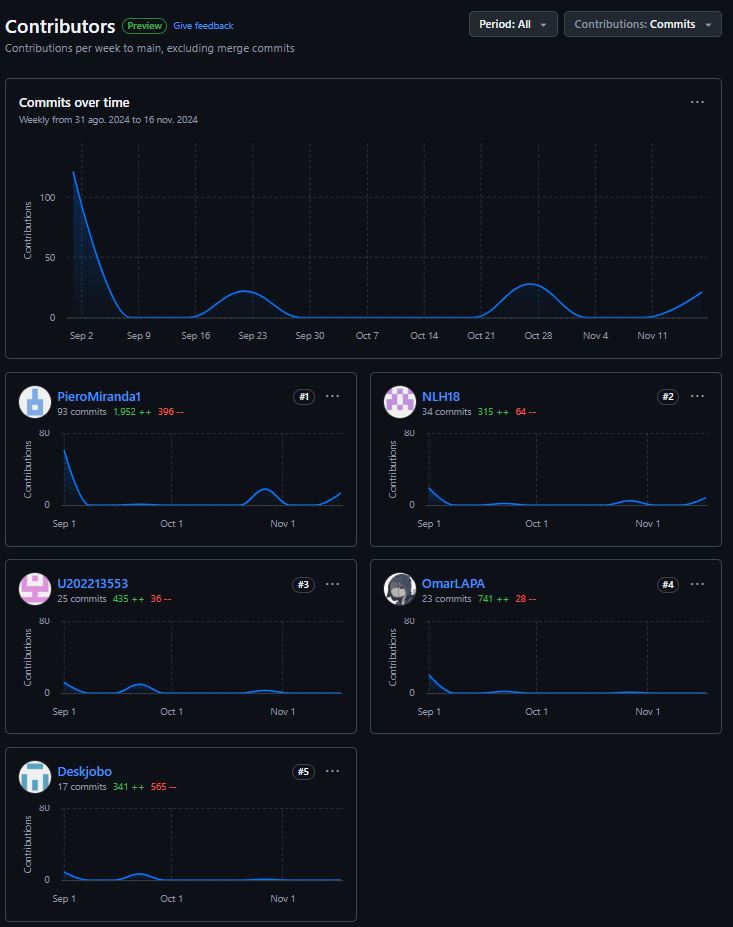 Contributors Preview Give feedback
Period: All
Contributions: Commits
Contributions per week to main, excluding merge commits
Commits over time
Weekly from 31 ago. 2024 to 16 nov. 2024
Contributions
100
50
0
Sep 2 Sep 9 Sep 16 Sep 23 Sep 30 Oct 7 Oct 14 Oct 21 Oct 28 Nov 4 Nov 11
PieroMiranda1 #1
93 commits 1,952 ++ 396 --
Contributions
80
0
Sep 1 Oct 1 Nov 1
NLH18 #2
34 commits 315 ++ 64 --
Contributions
80
0
Sep 1 Oct 1 Nov 1
U202213553 #3
25 commits 435 ++ 36 --
Contributions
80
0
Sep 1 Oct 1 Nov 1
OmarLAPA #4
23 commits 741 ++ 28 --
Contributions
80
0
Sep 1 Oct 1 Nov 1
Deskjobo #5
17 commits 341 ++ 565 --
Contributions
80
0
Sep 1 Oct 1 Nov 1